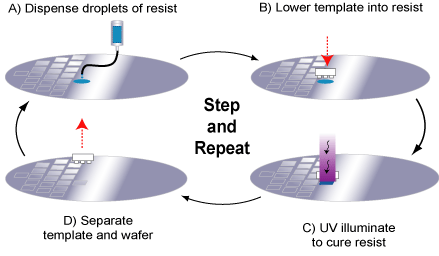 A) Dispense droplets of resist
B) Lower template into resist
Step
and
Repeat
D) Separate
template and wafer
C) UV illuminate
to cure resist